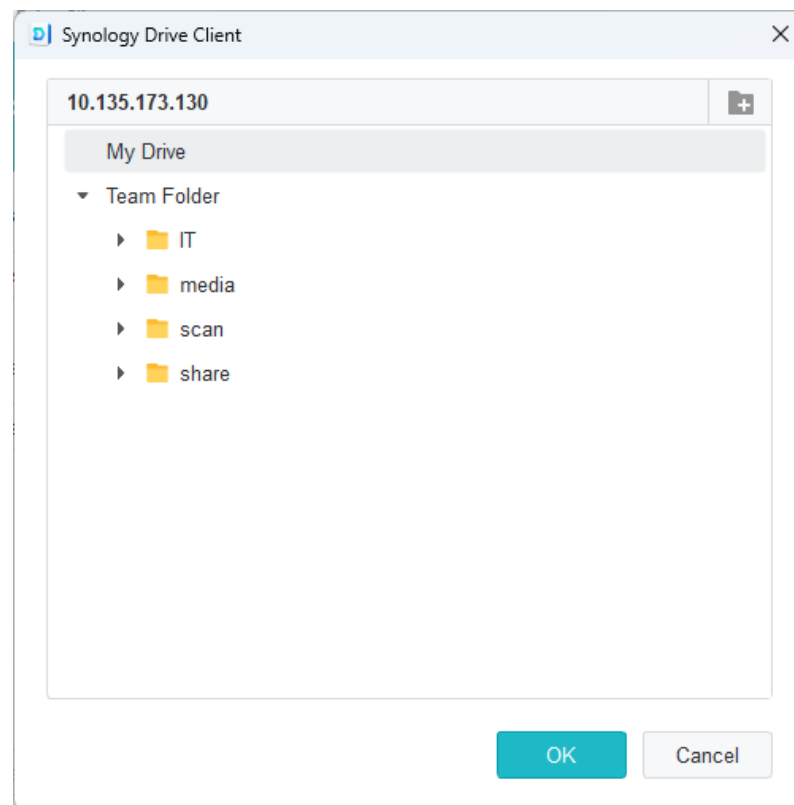 Synology Drive Client
10.135.173.130
My Drive
Team Folder
IT
media
scan
share
OK
Cancel